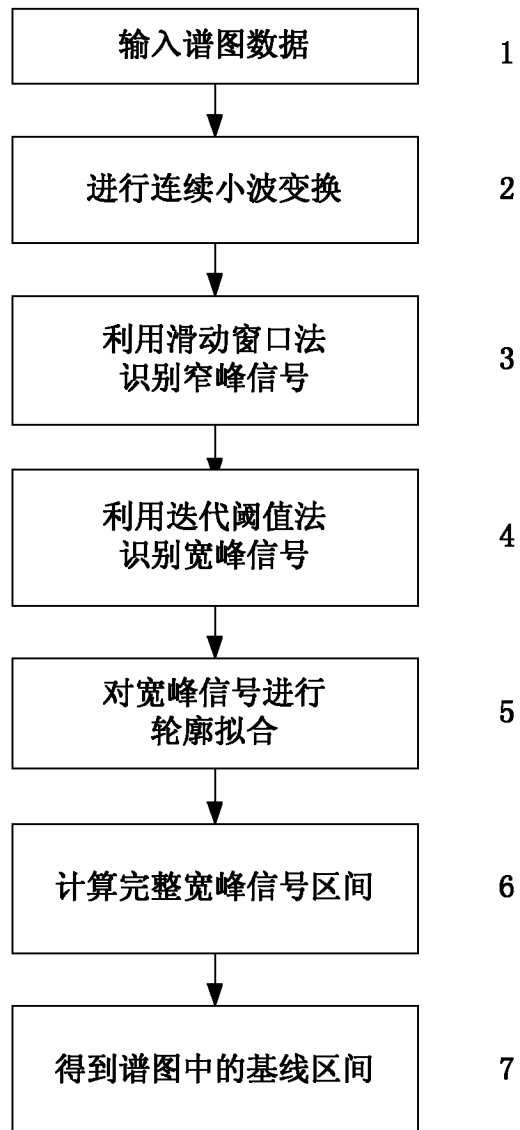 输入谱图数据
1
进行连续小波变换
2
利用滑动窗口法
识别窄峰信号
3
利用迭代阈值法
识别宽峰信号
4
对宽峰信号进行
轮廓拟合
5
计算完整宽峰信号区间
6
得到谱图中的基线区间
7